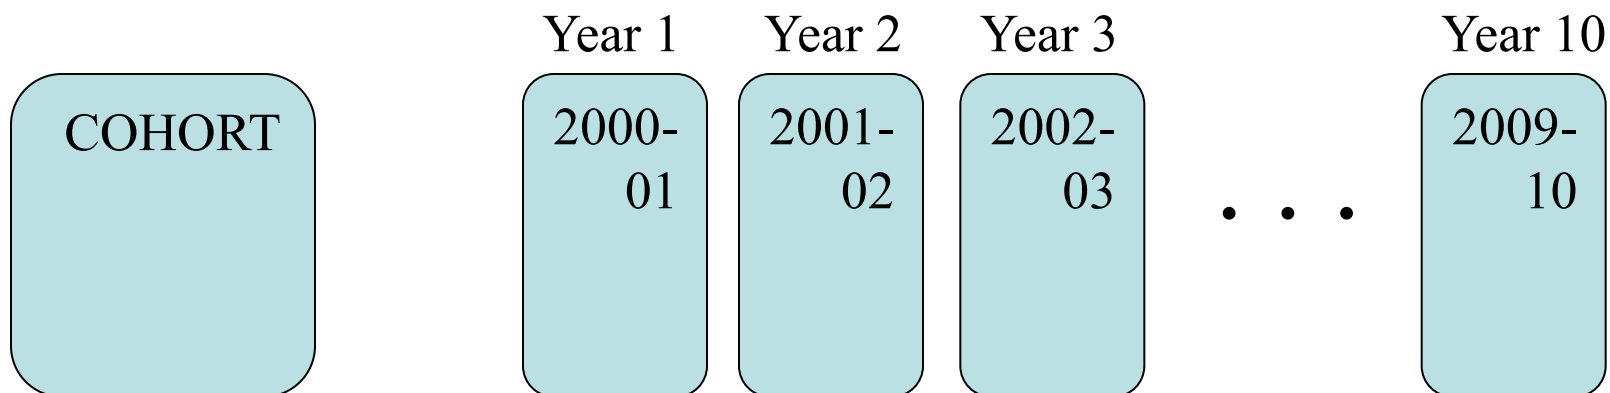 Year 1 Year 2 Year 3 Year 10
COHORT
2000-
01
2001-
02
2002-
03
. . .
2009-
10